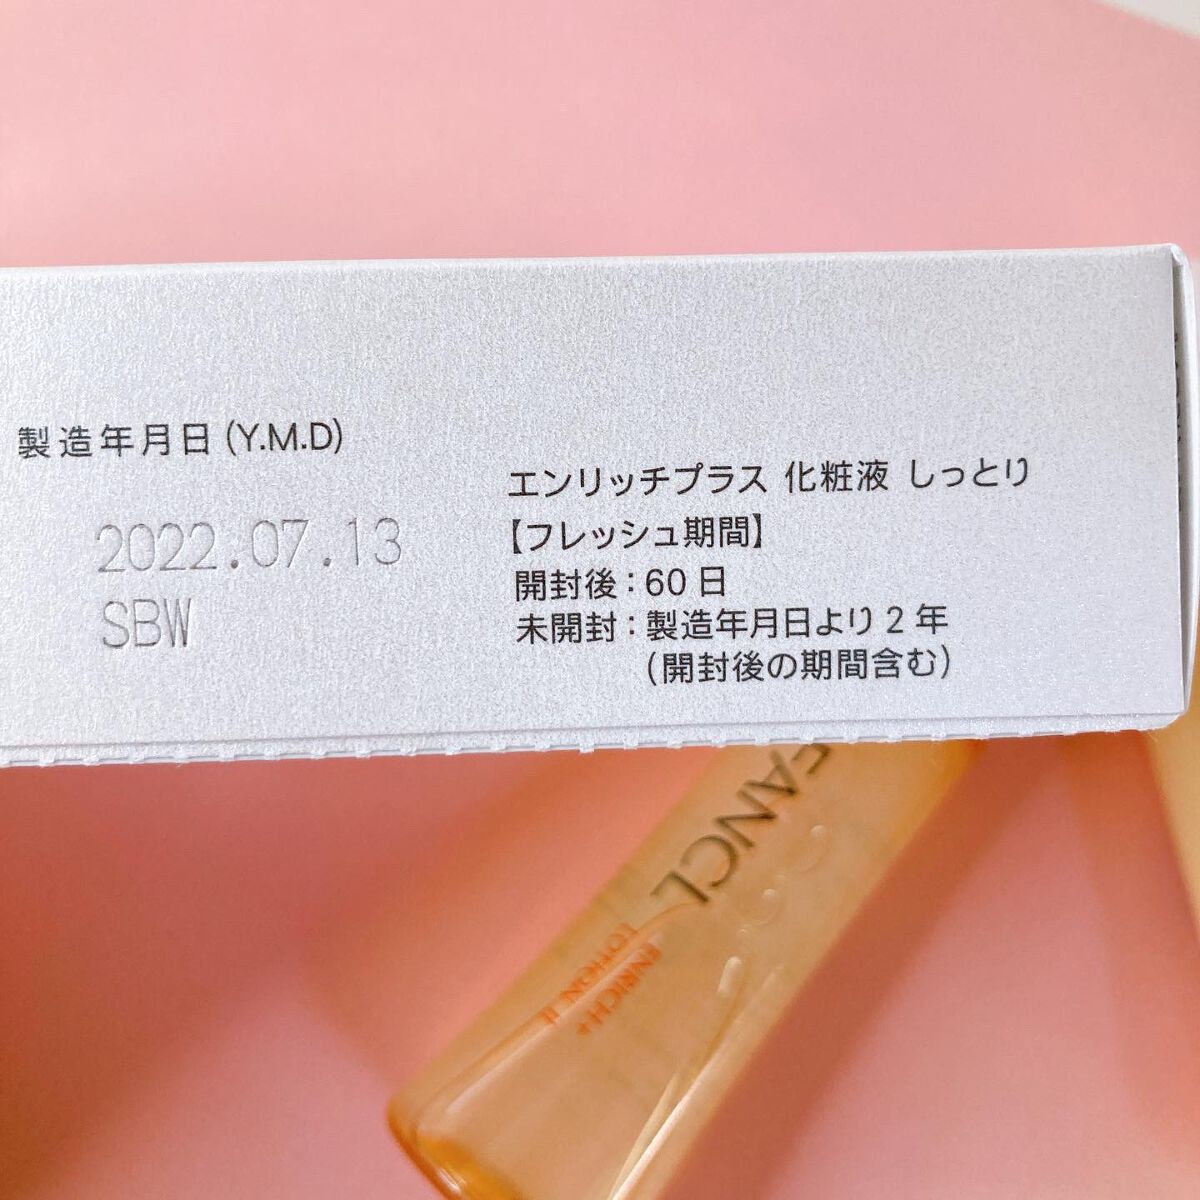 製造年月日(Y.M.D)
2022.07.13
SBW
エンリッチプラス 化粧液 しっとり
【フレッシュ期間】
開封後：60日
未開封：製造年月日より2年
(開封後の期間含む)
FANCL
ENRICH+
LOTION II